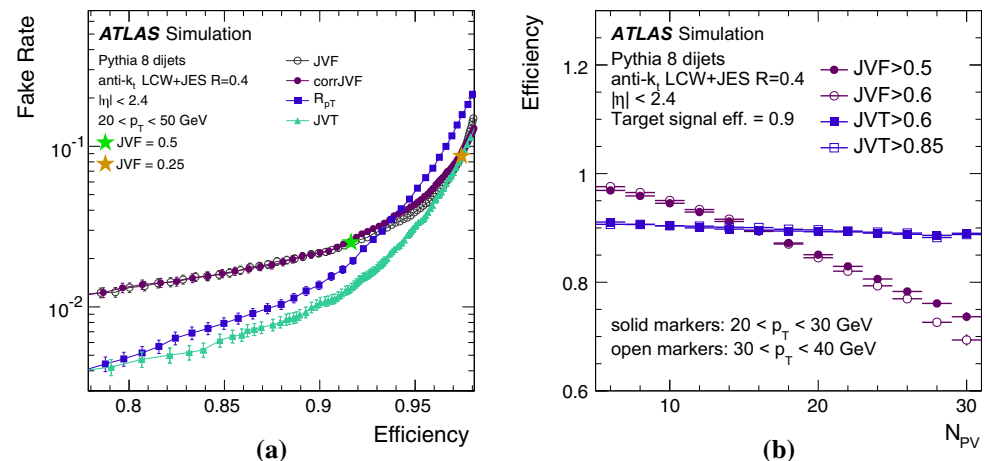 Fake Rate
ATLAS Simulation
Pythia 8 dijets
anti-kt LCW+JES R=0.4
|η| < 2.4
20 < pT < 50 GeV
JVF = 0.5
JVF = 0.25
JVF
corrJVF
RpT
JVT
10⁻¹
10⁻²
0.8 0.85 0.9 0.95
Efficiency
(a)
Efficiency
ATLAS Simulation
Pythia 8 dijets
anti-kt LCW+JES R=0.4
|η| < 2.4
Target signal eff. = 0.9
JVF>0.5
JVF>0.6
JVT>0.6
JVT>0.85
solid markers: 20 < pT < 30 GeV
open markers: 30 < pT < 40 GeV
1.2
1
0.8
0.6
10 20 30
NPV
(b)